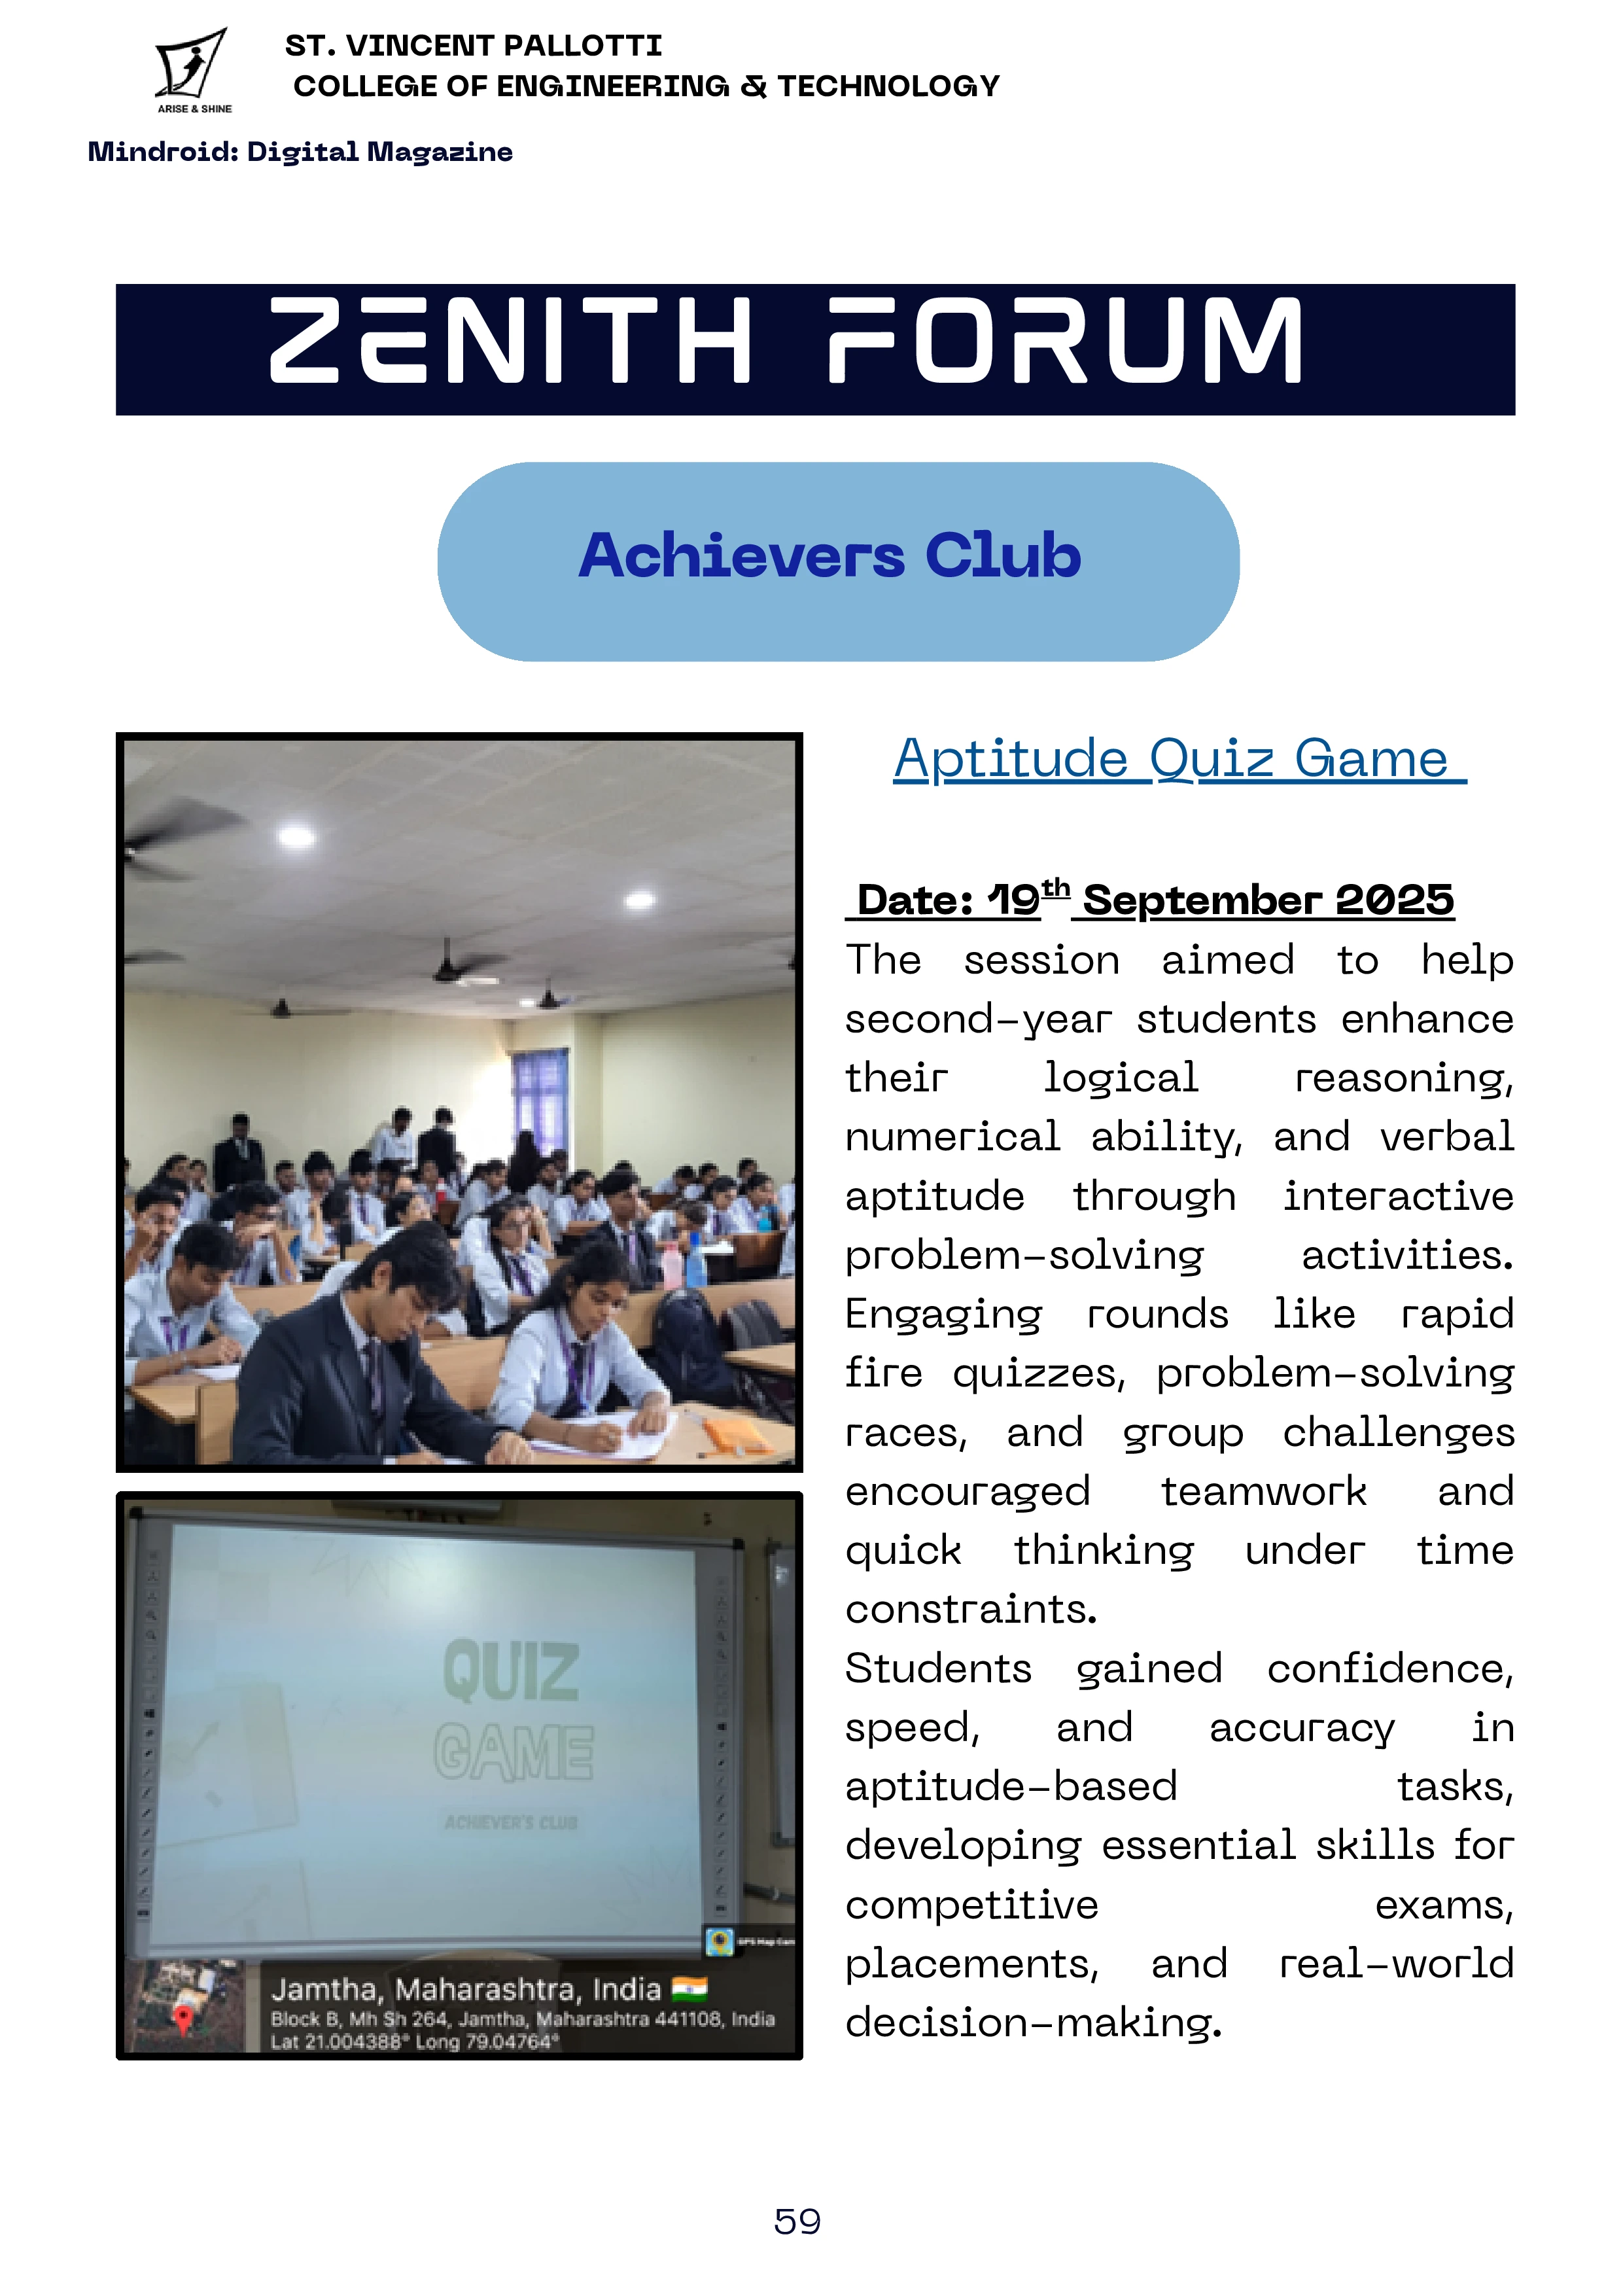 ARISE & SHINE
ST. VINCENT PALLOTTI
COLLEGE OF ENGINEERING & TECHNOLOGY
Mindroid: Digital Magazine
ZENITH FORUM
Achievers Club
Aptitude Quiz Game
Date: 19th September 2025
The session aimed to help
second-year students enhance
their logical reasoning,
numerical ability, and verbal
aptitude through interactive
problem-solving activities.
Engaging rounds like rapid
fire quizzes, problem-solving
races, and group challenges
encouraged teamwork and
quick thinking under time
constraints.
Students gained confidence,
speed, and accuracy in
aptitude-based tasks,
developing essential skills for
competitive exams,
placements, and real-world
decision-making.
QUIZ
GAME
ACHIEVER'S CLUB
GPS Map Cam
Jamtha, Maharashtra, India 🇮🇳
Block B, Mh Sh 264, Jamtha, Maharashtra 441108, India
Lat 21.004388° Long 79.04764°
59